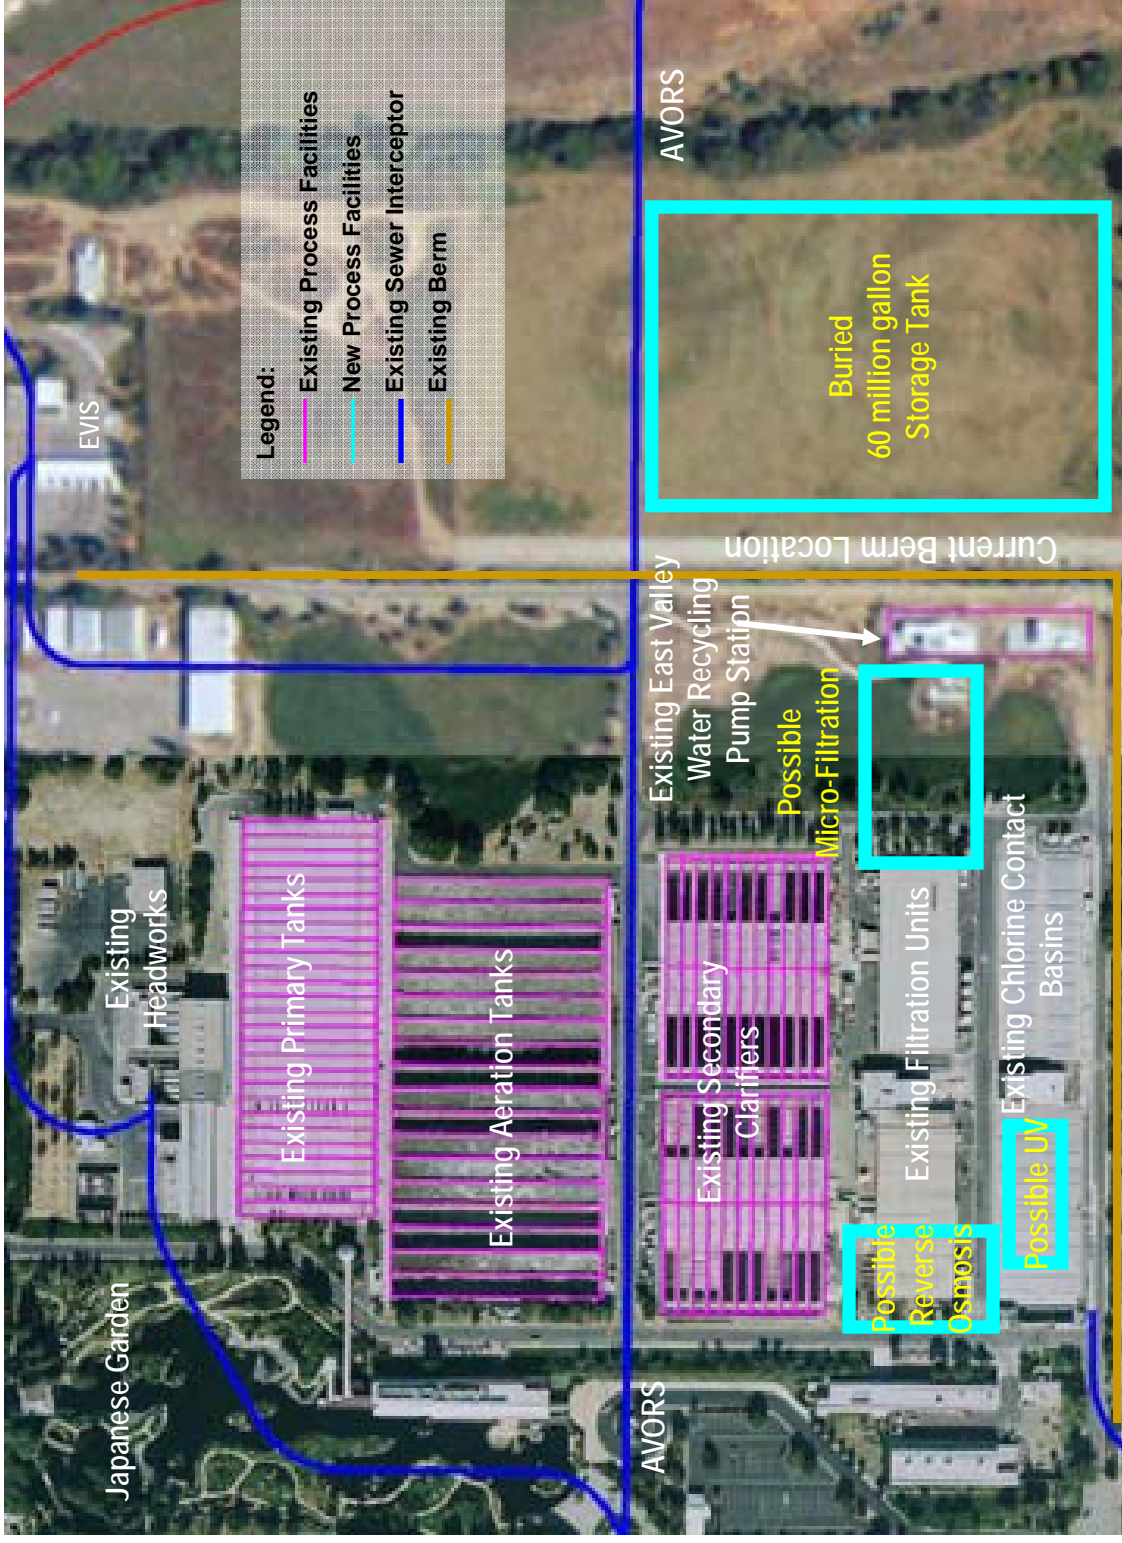 Legend:
Existing Process Facilities
New Process Facilities
Existing Sewer Interceptor
Existing Berm
EVIS
AVORS
Buried
60 million gallon
Storage Tank
Current Berm Location
Existing East Valley
Water Recycling
Pump Station
Possible
Micro-Filtration
Existing
Headworks
Existing Primary Tanks
Existing Aeration Tanks
Existing Secondary
Clarifiers
Existing Filtration Units
Existing Chlorine Contact
Basins
Possible UV
Possible
Reverse
Osmosis
Japanese Garden
AVORS